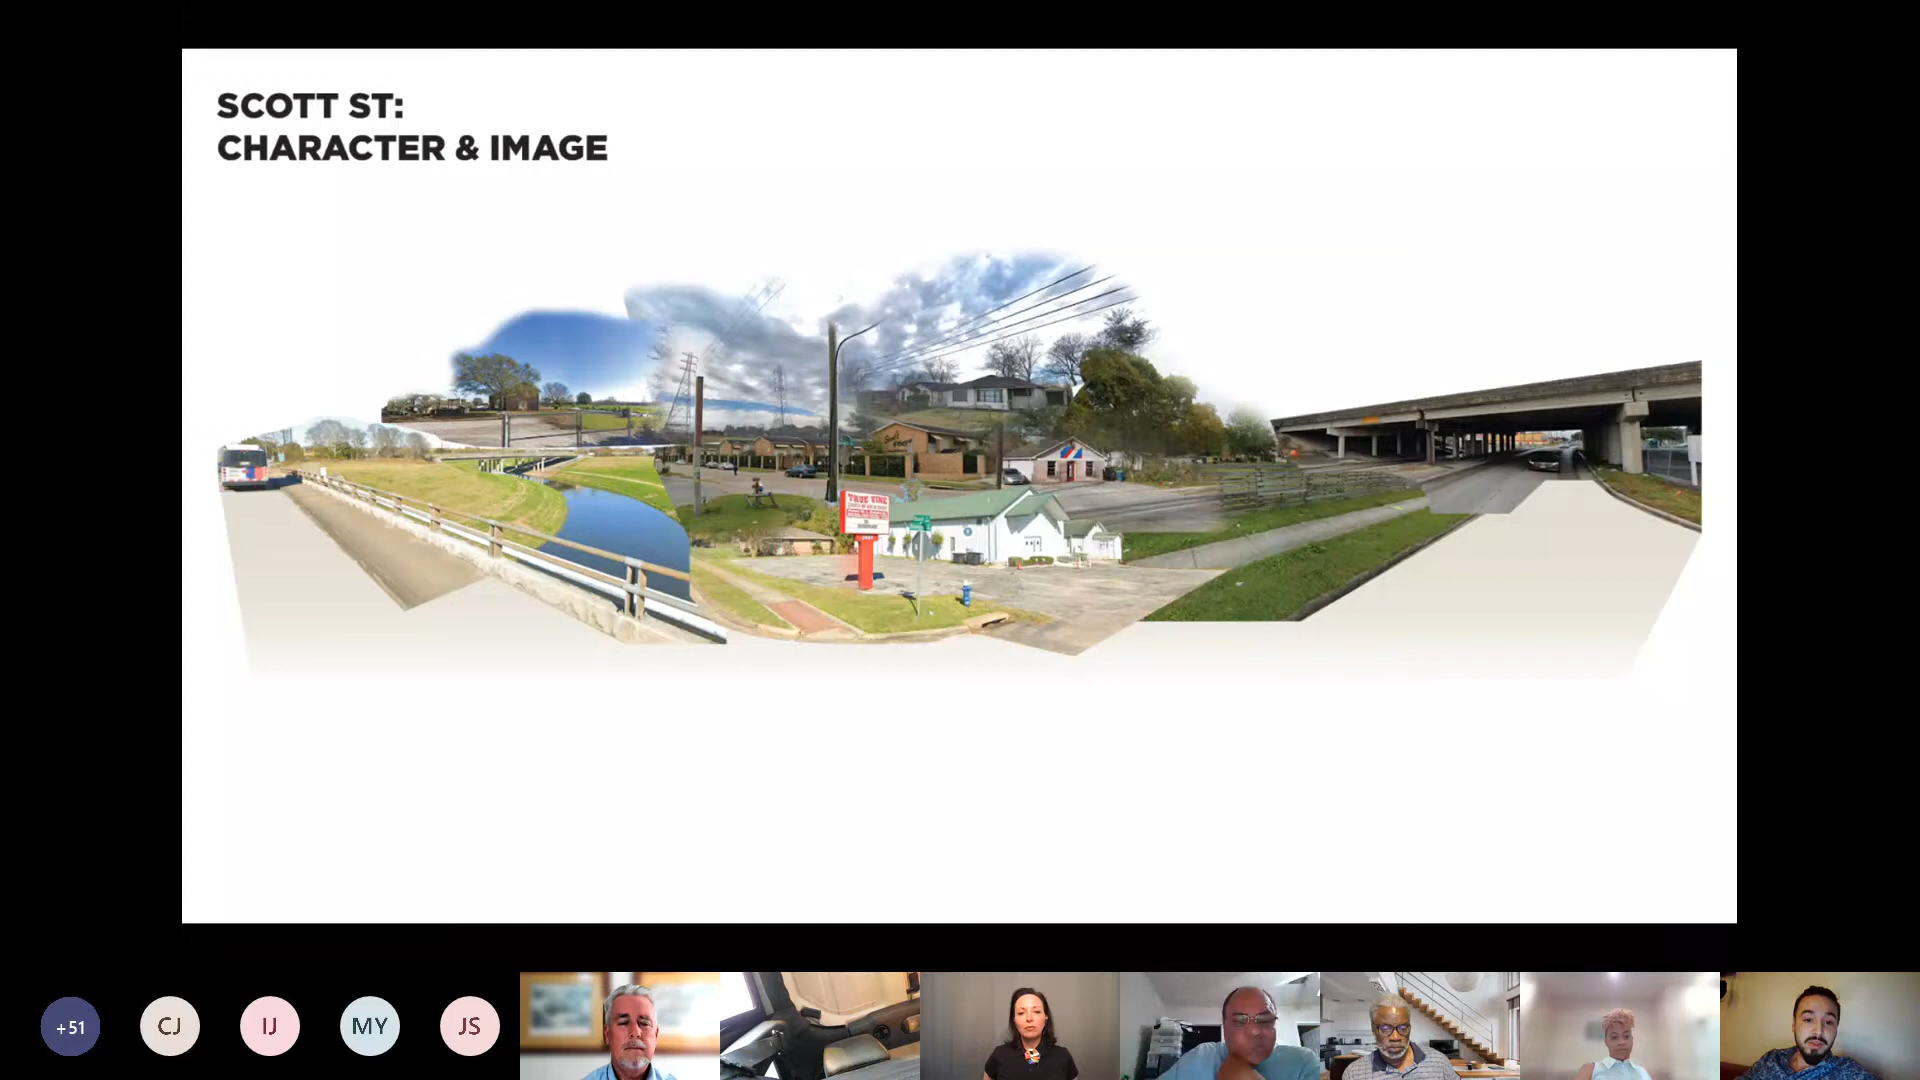 SCOTT ST:
CHARACTER & IMAGE
TRUE VINE
+51
CJ
IJ
MY
JS